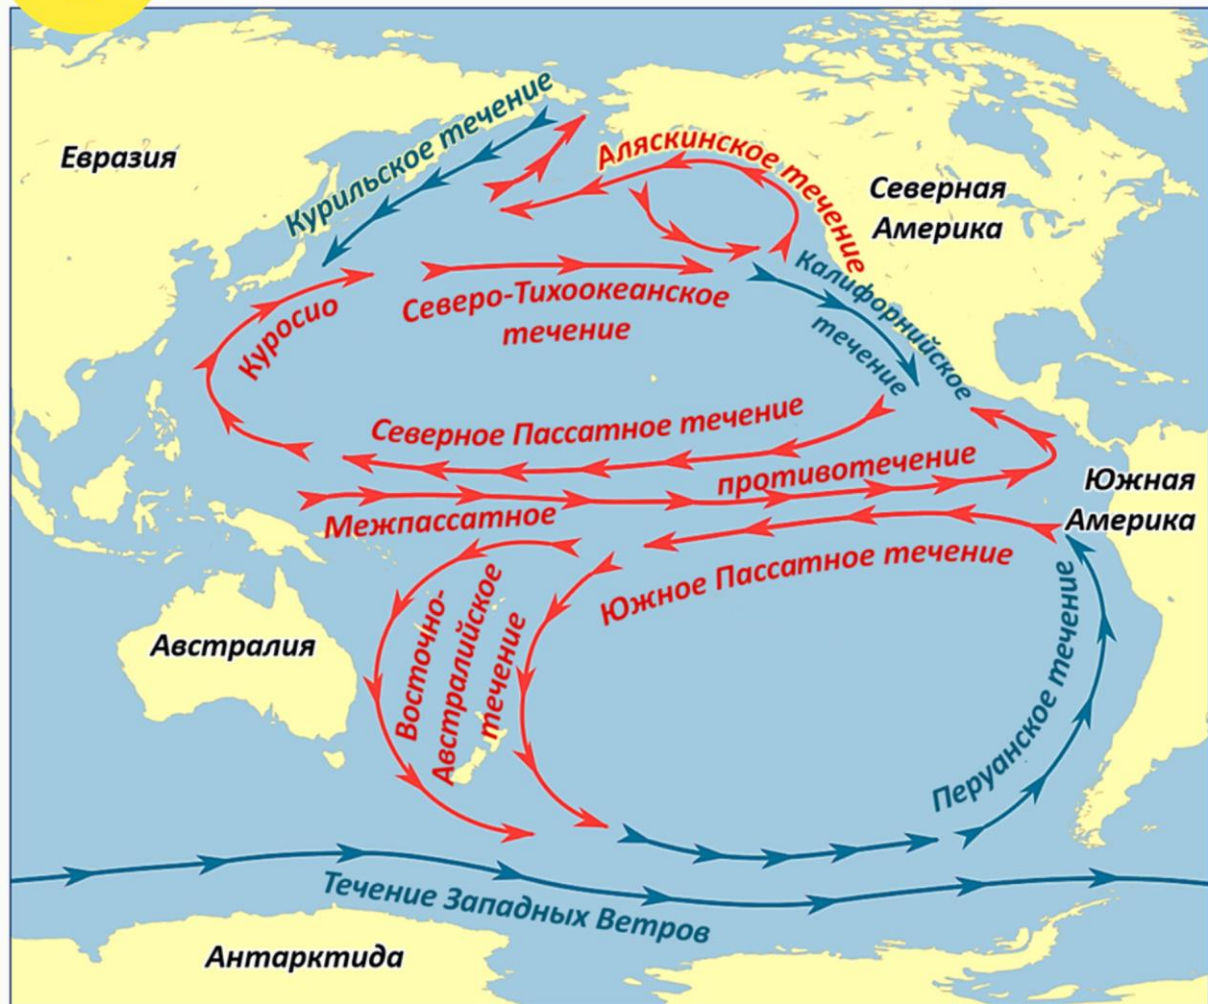 Евразия
Курильское течение
Аляскинское течение
Северная
Америка
Куросио
Северо-Тихоокеанское
течение
Калифорнийское
течение
Северное Пассатное течение
Межпассатное
противотечение
Южная
Америка
Южное Пассатное течение
Австралия
Восточно-
Австралийское
течение
Перуанское течение
Течение Западных Ветров
Антарктида